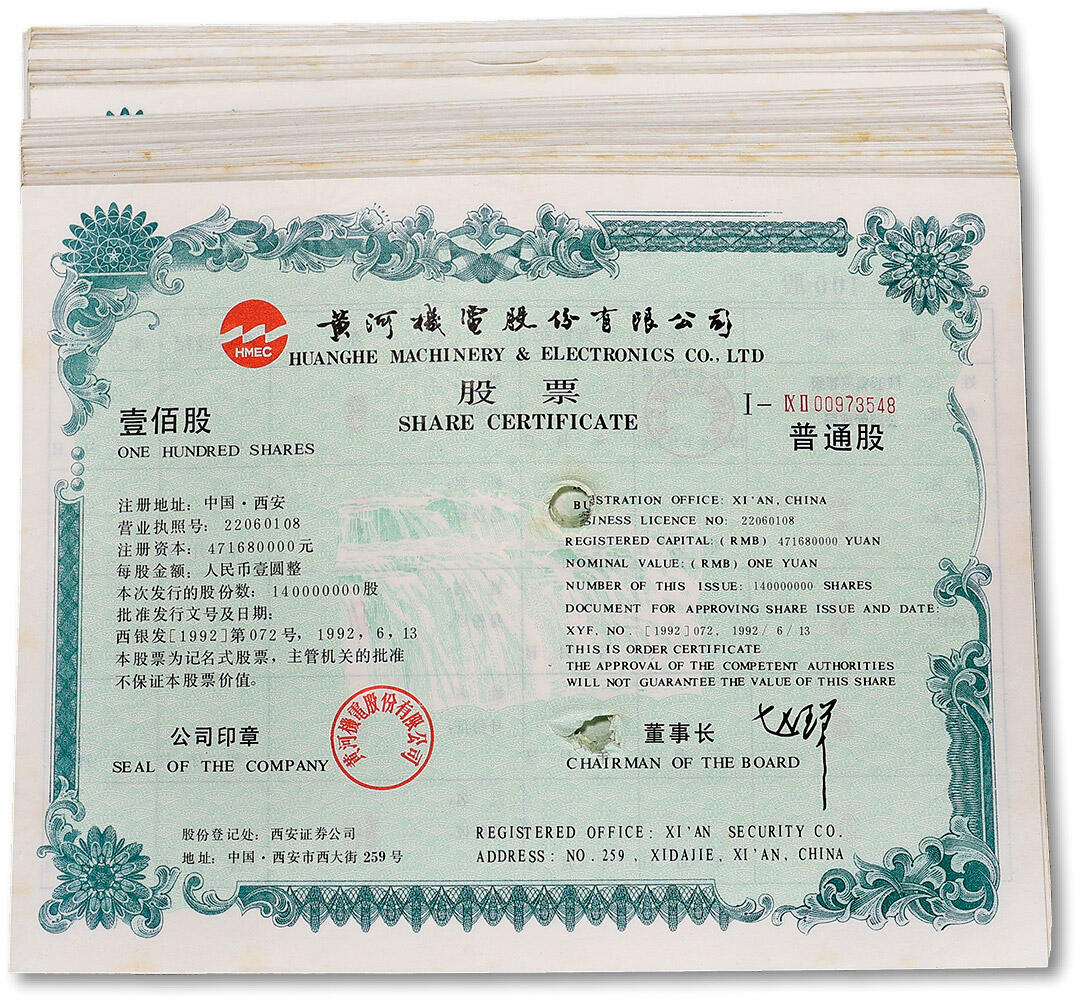 黄河機電股份有限公司
HMEC
HUANGHE MACHINERY & ELECTRONICS CO., LTD
股 票
SHARE CERTIFICATE
I- IXII00973548
壹佰股
普通股
ONE HUNDRED SHARES
注册地址: 中国·西安
营业执照号: 22060108
注册资本: 471680000元
每股金额: 人民币壹圆整
本次发行的股份数: 140000000股
批准发行文号及日期:
西银发[1992]第072号, 1992, 6, 13
本股票为记名式股票, 主管机关的批准
不保证本股票价值。
STRATION OFFICE: XI'AN, CHINA
BU INESS LICENCE NO: 22060108
REGISTERED CAPITAL: (RMB) 471680000 YUAN
NOMINAL VALUE: (RMB) ONE YUAN
NUMBER OF THIS ISSUE: 140000000 SHARES
DOCUMENT FOR APPROVING SHARE ISSUE AND DATE:
XYF, NO. [1992]072, 1992/6/13
THIS IS ORDER CERTIFICATE
THE APPROVAL OF THE COMPETENT AUTHORITIES
WILL NOT GUARANTEE THE VALUE OF THIS SHARE
公司印章
SEAL OF THE COMPANY
黄河機電股份有限公司
董事长
CHAIRMAN OF THE BOARD
股份登记处: 西安证券公司
地址: 中国·西安市西大街259号
REGISTERED OFFICE: XI'AN SECURITY CO.
ADDRESS: NO.259, XIDAJIE, XI'AN, CHINA